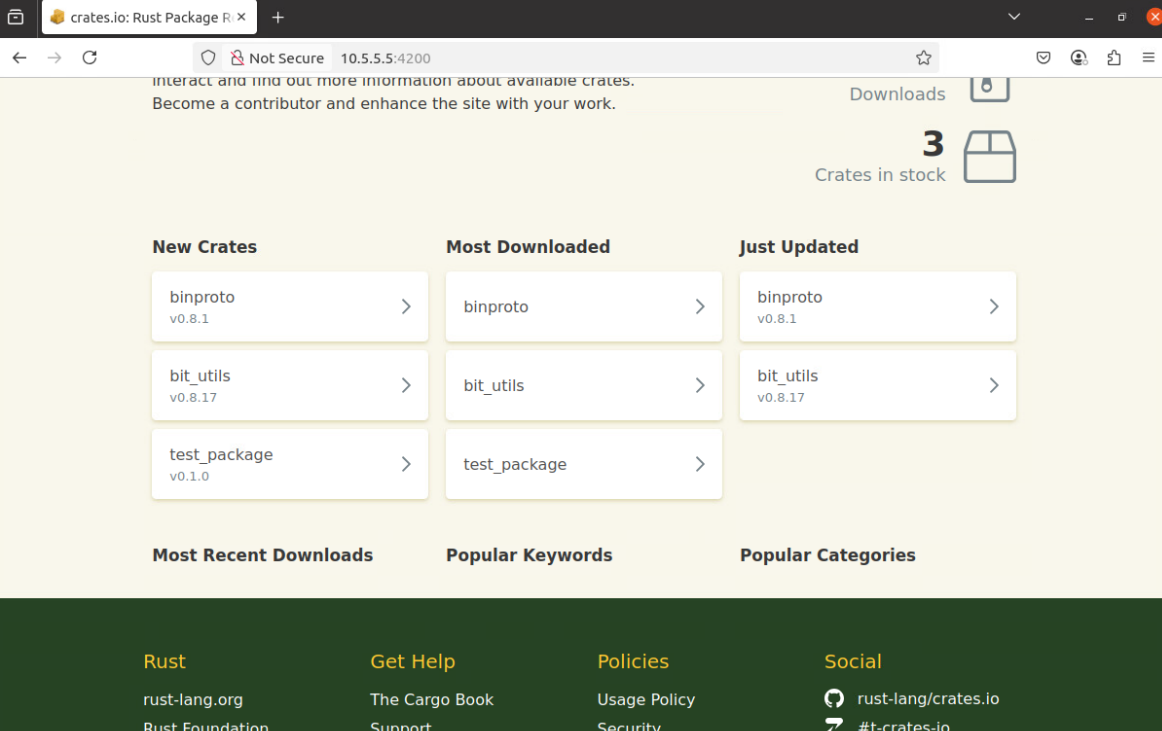 crates.io: Rust Package R
Not Secure
10.5.5.5:4200
interact and find out more information about available crates.
Become a contributor and enhance the site with your work.
Downloads
3
Crates in stock
New Crates
binproto
v0.8.1
bit_utils
v0.8.17
test_package
v0.1.0
Most Downloaded
binproto
bit_utils
test_package
Just Updated
binproto
v0.8.1
bit_utils
v0.8.17
Most Recent Downloads
Popular Keywords
Popular Categories
Rust
rust-lang.org
Rust Foundation
Get Help
The Cargo Book
Support
Policies
Usage Policy
Security
Social
rust-lang/crates.io
#t-crates-io